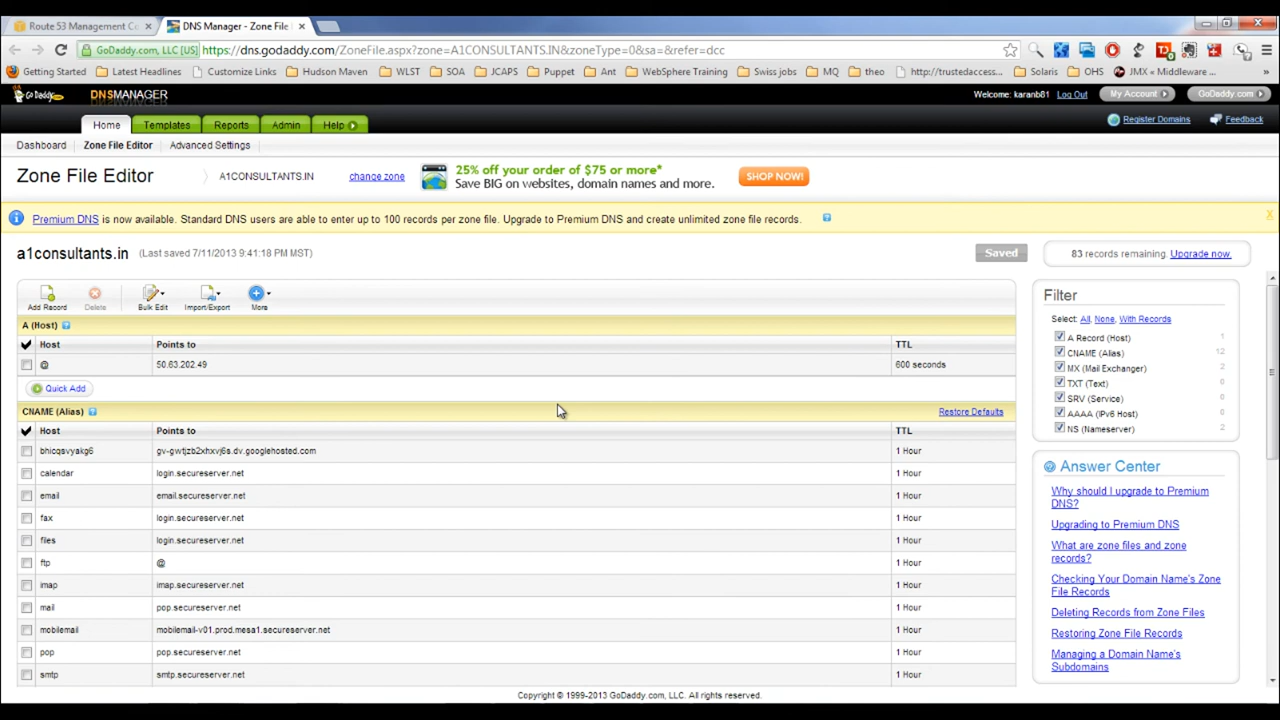 Route 53 Management Co
DNS Manager - Zone File
GoDaddy.com, LLC [US]
https://dns.godaddy.com/ZoneFile.aspx?zone=A1CONSULTANTS.IN&zoneType=0&sa=&refer=dcc
Getting Started Latest Headlines Customize Links Hudson Maven WLST SOA JCAPS Puppet Ant WebSphere Training Swiss jobs MQ theo http://trustedaccess... Solaris OHS JMX « Middleware ... »
Go Daddy DNSMANAGER Welcome: karanb81 Log Out My Account GoDaddy.com
Home Templates Reports Admin Help Register Domains Feedback
Dashboard Zone File Editor Advanced Settings
Zone File Editor A1CONSULTANTS.IN change zone
25% off your order of $75 or more*
Save BIG on websites, domain names and more.
SHOP NOW!
Premium DNS is now available. Standard DNS users are able to enter up to 100 records per zone file. Upgrade to Premium DNS and create unlimited zone file records. ? X
a1consultants.in (Last saved 7/11/2013 9:41:18 PM MST) Saved 83 records remaining. Upgrade now.
Add Record Delete Bulk Edit Import/Export More
A (Host) ?
Host Points to TTL
@ 50.63.202.49 600 seconds
Quick Add
CNAME (Alias) ? Restore Defaults
Host Points to TTL
bhicqsvyakg6 gv-gwtjzb2xhxvj6s.dv.googlehosted.com 1 Hour
calendar login.secureserver.net 1 Hour
email email.secureserver.net 1 Hour
fax login.secureserver.net 1 Hour
files login.secureserver.net 1 Hour
ftp @ 1 Hour
imap imap.secureserver.net 1 Hour
mail pop.secureserver.net 1 Hour
mobilemail mobilemail-v01.prod.mesa1.secureserver.net 1 Hour
pop pop.secureserver.net 1 Hour
smtp smtp.secureserver.net 1 Hour
Filter
Select: All, None, With Records
A Record (Host) 1
CNAME (Alias) 12
MX (Mail Exchanger) 2
TXT (Text) 0
SRV (Service) 0
AAAA (IPv6 Host) 0
NS (Nameserver) 2
Answer Center
Why should I upgrade to Premium
DNS?
Upgrading to Premium DNS
What are zone files and zone
records?
Checking Your Domain Name's Zone
File Records
Deleting Records from Zone Files
Restoring Zone File Records
Managing a Domain Name's
Subdomains
Copyright © 1999-2013 GoDaddy.com, LLC. All rights reserved.